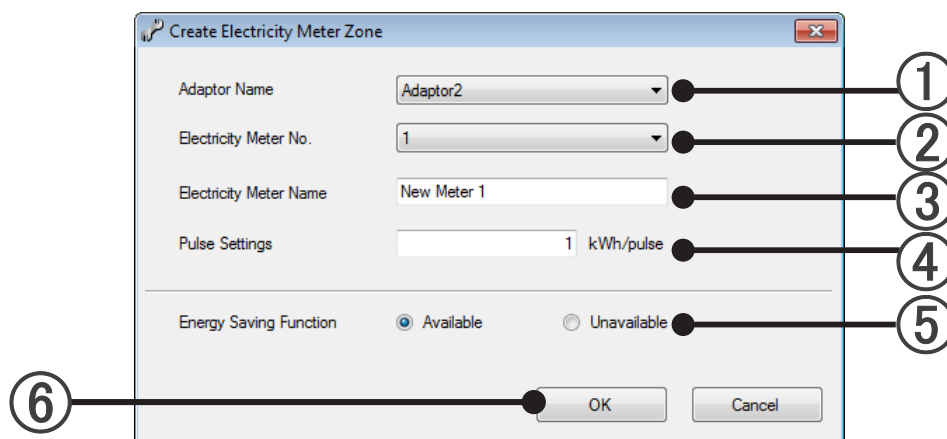 Create Electricity Meter Zone
Adaptor Name Adaptor2 ①
Electricity Meter No. 1 ②
Electricity Meter Name New Meter 1 ③
Pulse Settings 1 kWh/pulse ④
Energy Saving Function Available Unavailable ⑤
⑥ OK Cancel